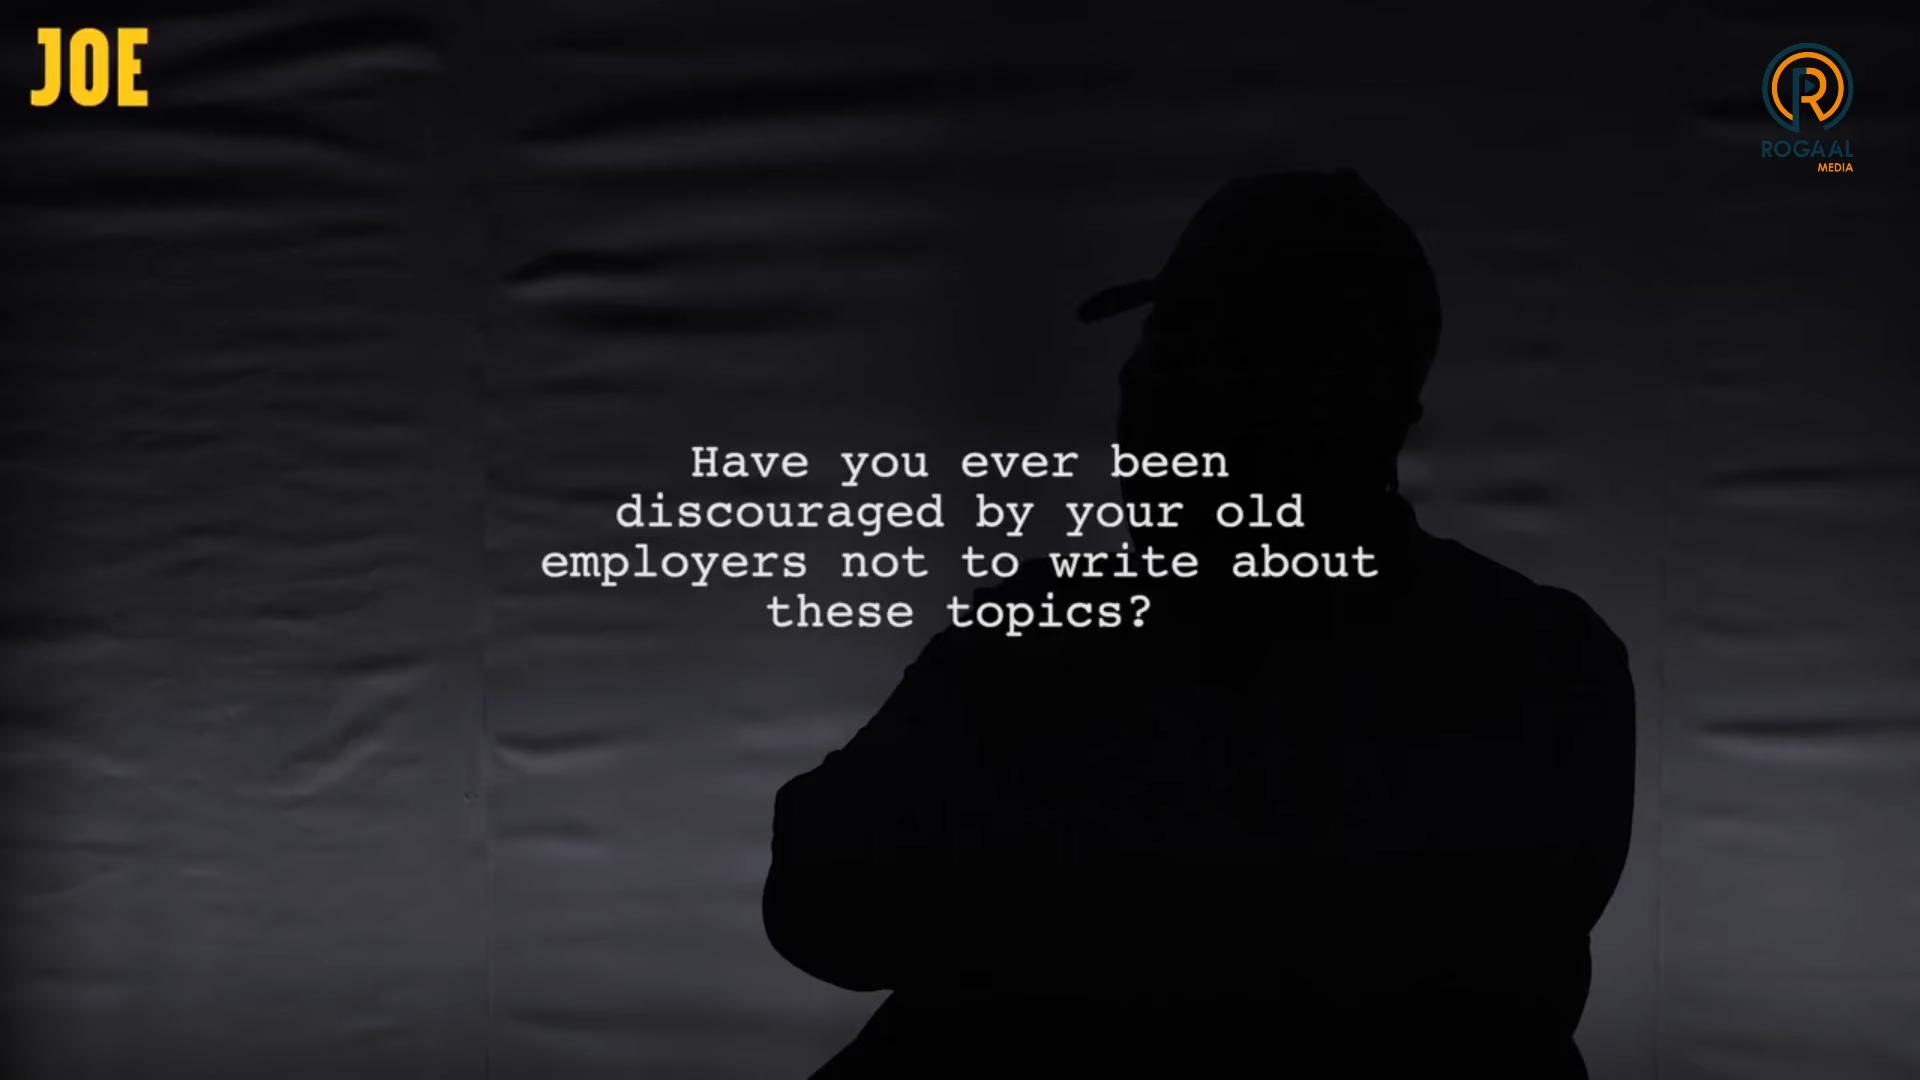 JOE
ROGAAL
MEDIA
Have you ever been
discouraged by your old
employers not to write about
these topics?